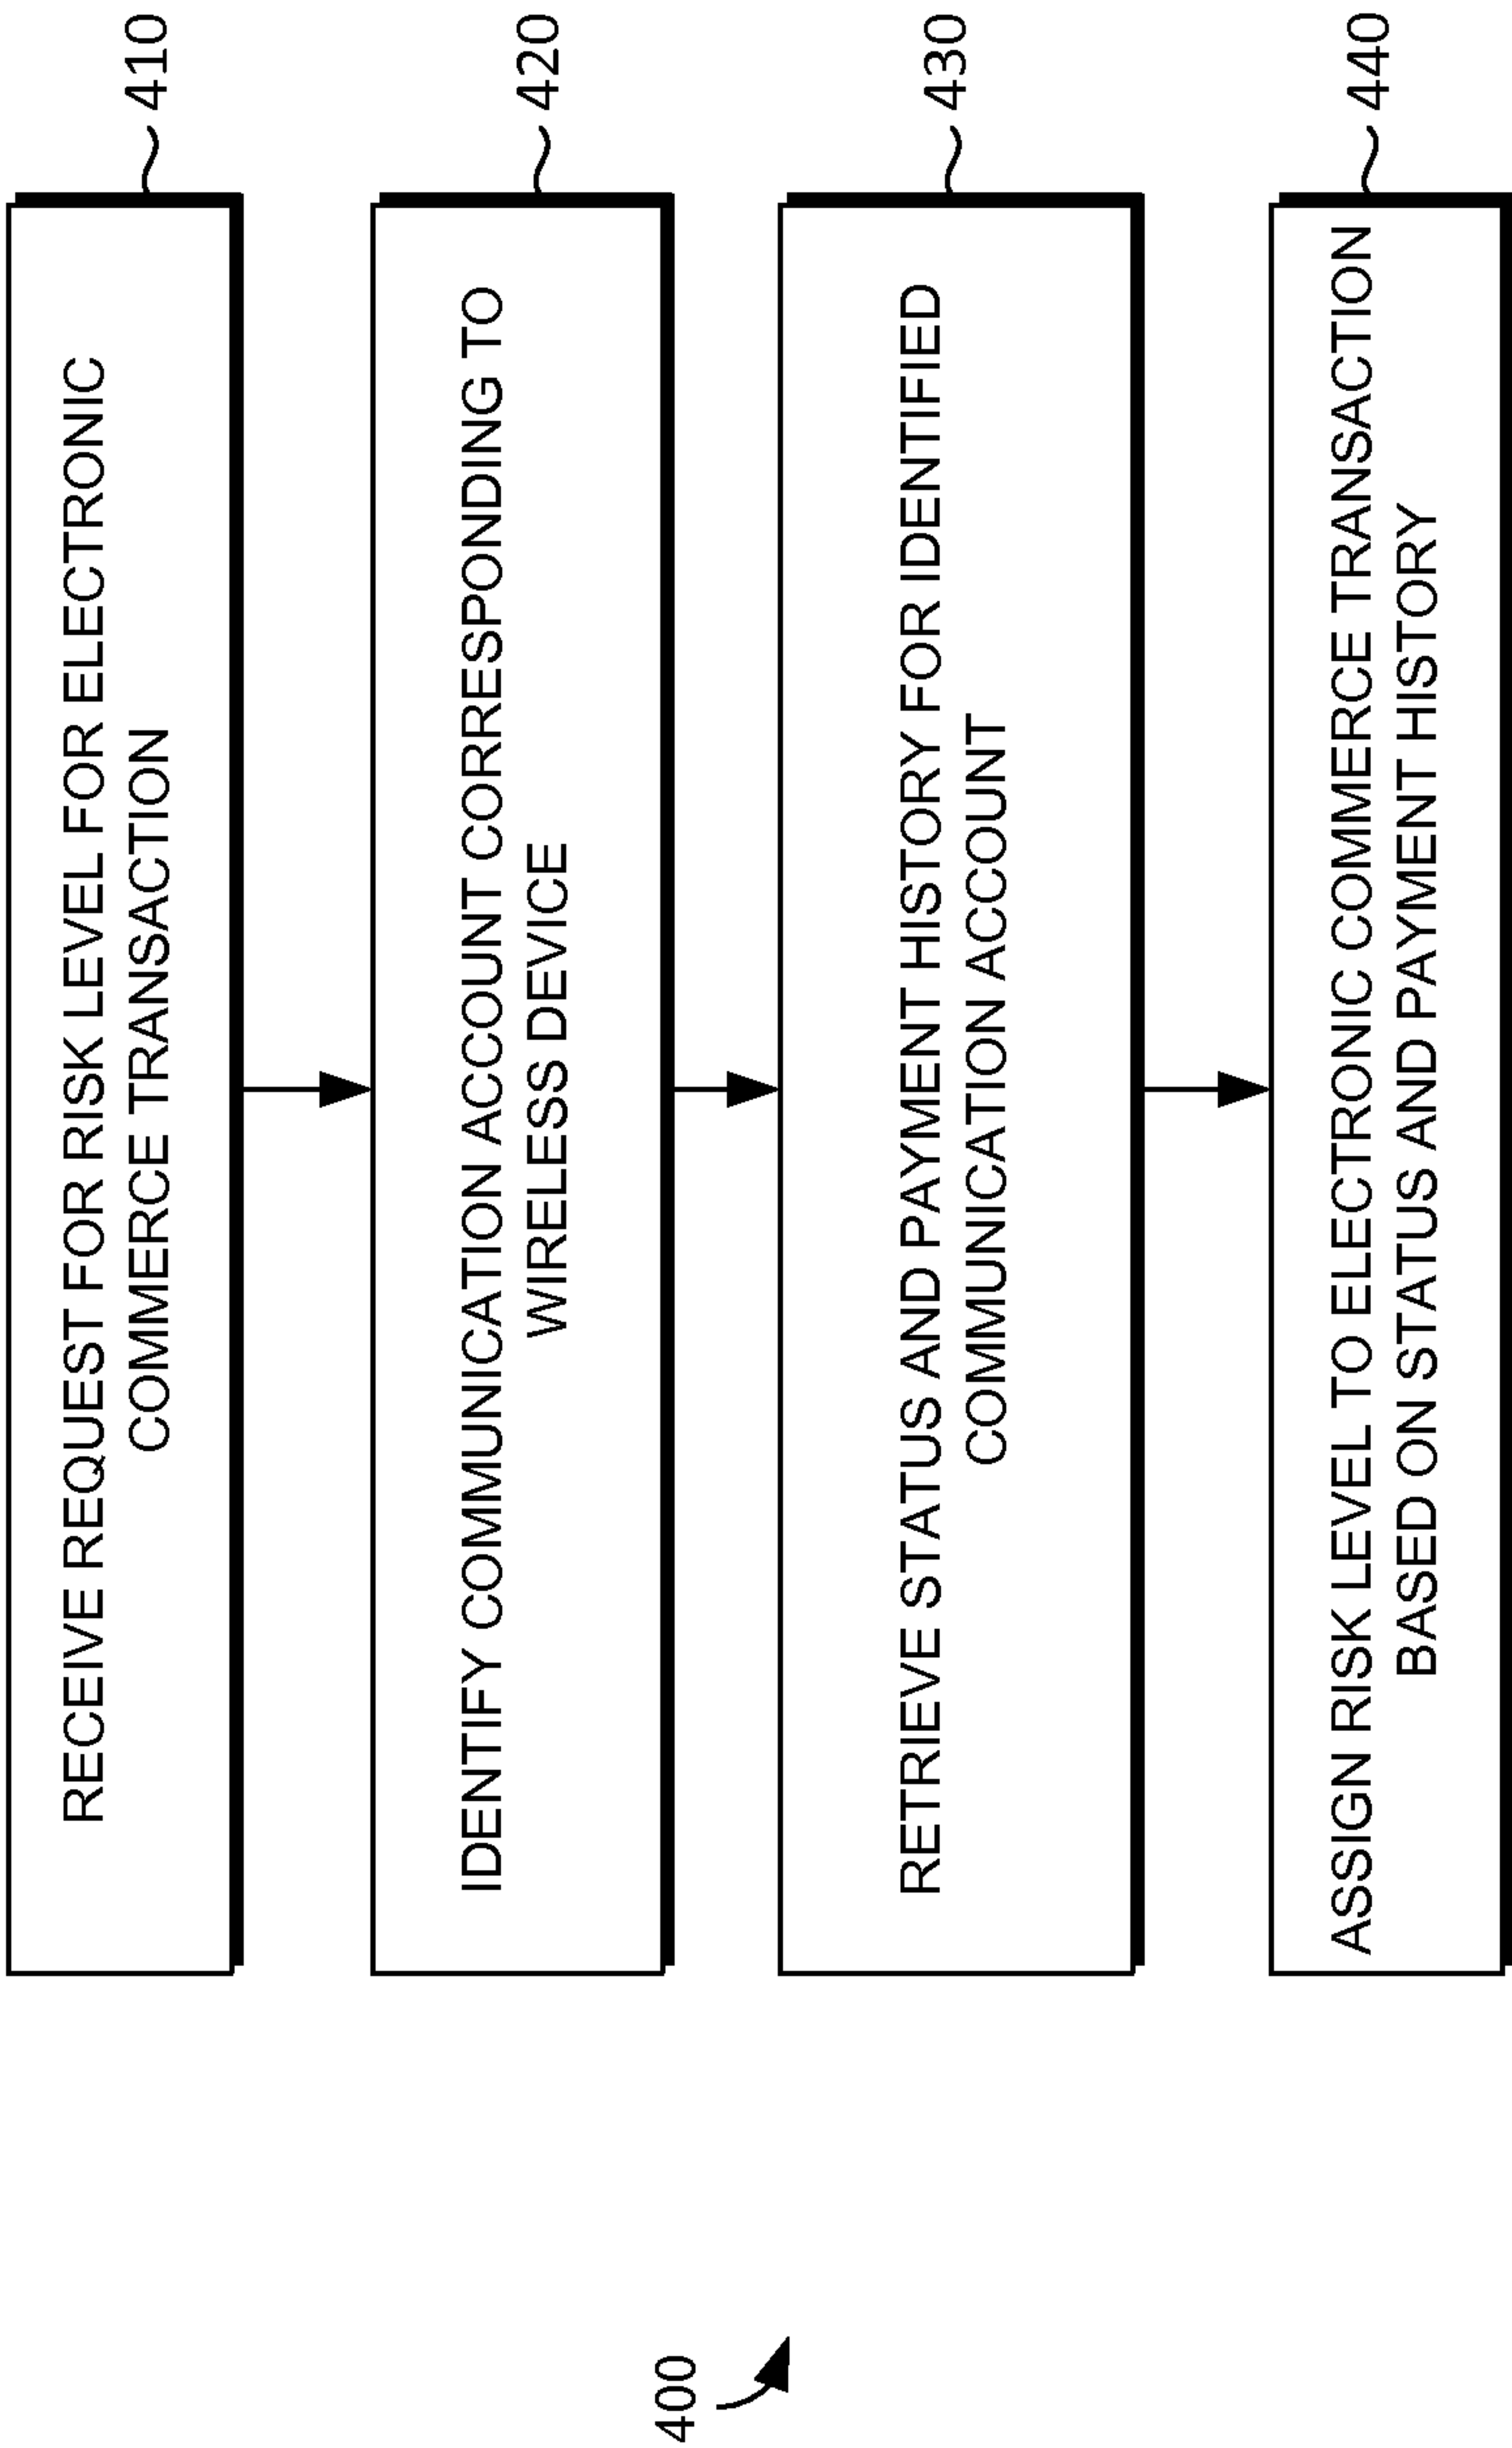 400
RECEIVE REQUEST FOR RISK LEVEL FOR ELECTRONIC
COMMERCE TRANSACTION
410
IDENTIFY COMMUNICATION ACCOUNT CORRESPONDING TO
WIRELESS DEVICE
420
RETRIEVE STATUS AND PAYMENT HISTORY FOR IDENTIFIED
COMMUNICATION ACCOUNT
430
ASSIGN RISK LEVEL TO ELECTRONIC COMMERCE TRANSACTION
BASED ON STATUS AND PAYMENT HISTORY
440